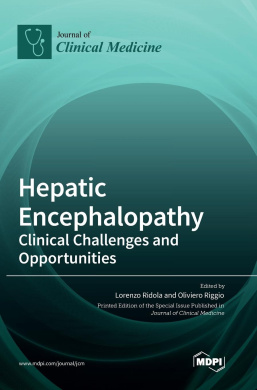 Journal of
Clinical Medicine
Hepatic
Encephalopathy
Clinical Challenges and
Opportunities
Edited by
Lorenzo Ridola and Oliviero Riggio
Printed Edition of the Special Issue Published in
Journal of Clinical Medicine
www.mdpi.com/journal/jcm
MDPI